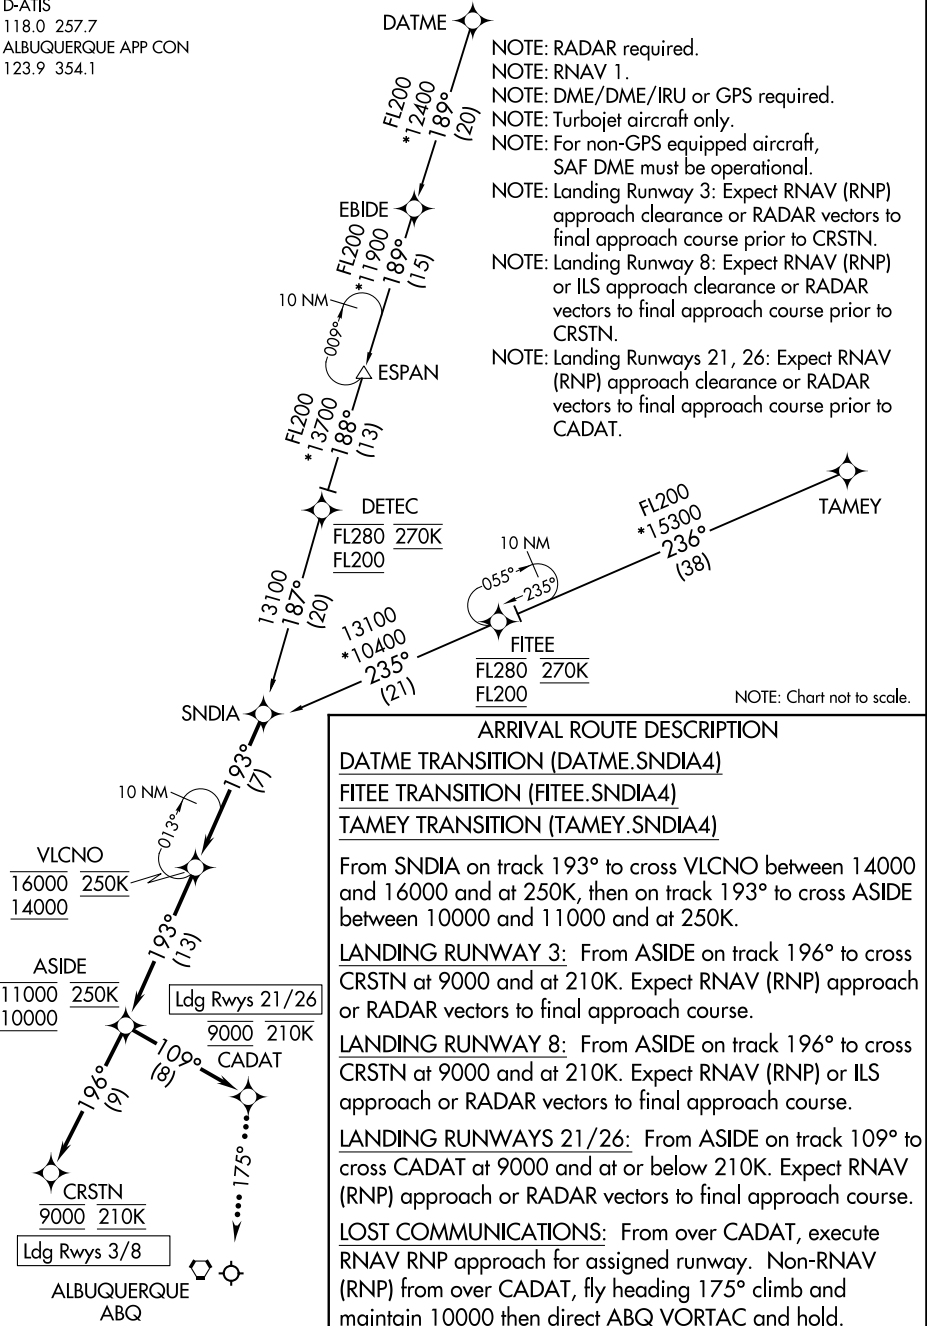 D-ATIS
118.0 257.7
ALBUQUERQUE APP CON
123.9 354.1
DATME
NOTE: RADAR required.
NOTE: RNAV 1.
NOTE: DME/DME/IRU or GPS required.
NOTE: Turbojet aircraft only.
NOTE: For non-GPS equipped aircraft,
SAF DME must be operational.
NOTE: Landing Runway 3: Expect RNAV (RNP)
approach clearance or RADAR vectors to
final approach course prior to CRSTN.
NOTE: Landing Runway 8: Expect RNAV (RNP)
or ILS approach clearance or RADAR
vectors to final approach course prior to
CRSTN.
NOTE: Landing Runways 21, 26: Expect RNAV
(RNP) approach clearance or RADAR
vectors to final approach course prior to
CADAT.
FL200
*12400
189°
(20)
EBIDE
FL200
*11900
189°
(15)
10 NM
009°
ESPAN
FL200
*13700
188°
(13)
DETEC
FL280 270K
FL200
13100
187°
(20)
TAMEY
FL200
*15300
236°
(38)
10 NM
055°
235°
FITEE
FL280 270K
FL200
13100
*10400
235°
(21)
NOTE: Chart not to scale.
SNDIA
193°
(7)
10 NM
013°
VLCNO
16000 250K
14000
193°
(13)
ASIDE
11000 250K
10000
Ldg Rwys 21/26
9000 210K
CADAT
109°
(8)
196°
(9)
175°
CRSTN
9000 210K
Ldg Rwys 3/8
ALBUQUERQUE
ABQ
ARRIVAL ROUTE DESCRIPTION
DATME TRANSITION (DATME.SNDIA4)
FITEE TRANSITION (FITEE.SNDIA4)
TAMEY TRANSITION (TAMEY.SNDIA4)
From SNDIA on track 193° to cross VLCNO between 14000
and 16000 and at 250K, then on track 193° to cross ASIDE
between 10000 and 11000 and at 250K.
LANDING RUNWAY 3: From ASIDE on track 196° to cross
CRSTN at 9000 and at 210K. Expect RNAV (RNP) approach
or RADAR vectors to final approach course.
LANDING RUNWAY 8: From ASIDE on track 196° to cross
CRSTN at 9000 and at 210K. Expect RNAV (RNP) or ILS
approach or RADAR vectors to final approach course.
LANDING RUNWAYS 21/26: From ASIDE on track 109° to
cross CADAT at 9000 and at or below 210K. Expect RNAV
(RNP) approach or RADAR vectors to final approach course.
LOST COMMUNICATIONS: From over CADAT, execute
RNAV RNP approach for assigned runway. Non-RNAV
(RNP) from over CADAT, fly heading 175° climb and
maintain 10000 then direct ABQ VORTAC and hold.